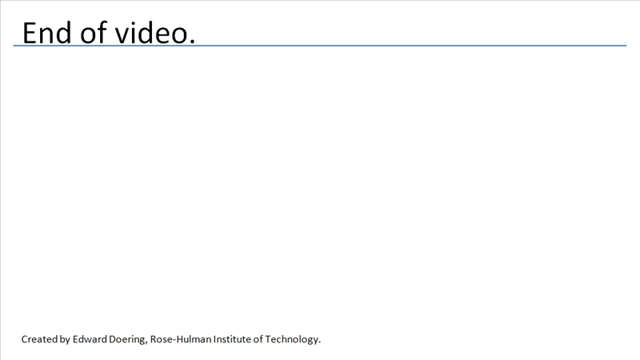 End of video.
Created by Edward Doering, Rose-Hulman Institute of Technology.